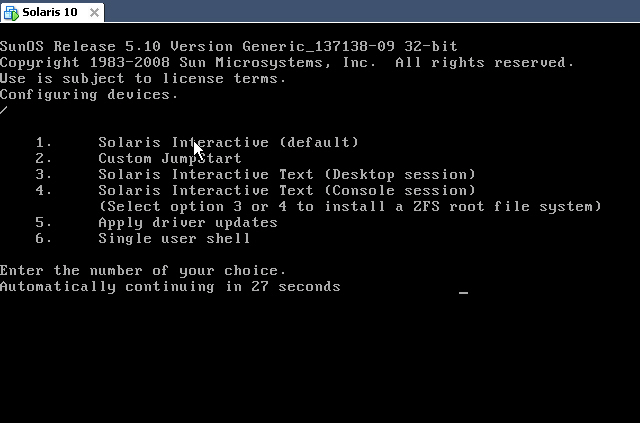 Solaris 10
SunOS Release 5.10 Version Generic_137138-09 32-bit
Copyright 1983-2008 Sun Microsystems, Inc.  All rights reserved.
Use is subject to license terms.
Configuring devices.
/
1. Solaris Interactive (default)
2. Custom JumpStart
3. Solaris Interactive Text (Desktop session)
4. Solaris Interactive Text (Console session)
(Select option 3 or 4 to install a ZFS root file system)
5. Apply driver updates
6. Single user shell
Enter the number of your choice.
Automatically continuing in 27 seconds _